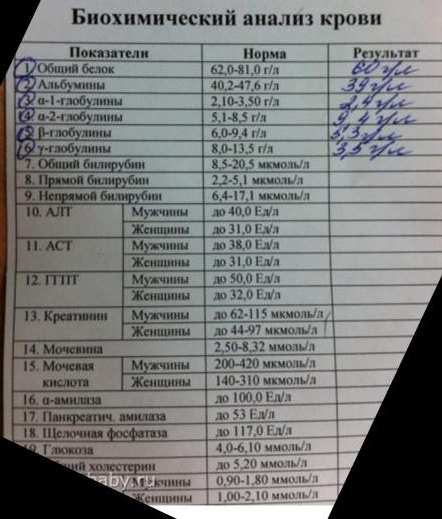 Биохимический анализ крови
Показатели Норма Результат
1. Общий белок 62,0-81,0 г/л 60 г/л
2. Альбумины 40,2-47,6 г/л 39 г/л
3. α-1-глобулины 2,10-3,50 г/л 2,4 г/л
4. α-2-глобулины 5,1-8,5 г/л 9,4 г/л
5. β-глобулины 6,0-9,4 г/л 5,3 г/л
6. γ-глобулины 8,0-13,5 г/л 3,5 г/л
7. Общий билирубин 8,5-20,5 мкмоль/л
8. Прямой билирубин 2,2-5,1 мкмоль/л
9. Непрямой билирубин 6,4-17,1 мкмоль/л
10. АЛТ Мужчины до 40,0 Ед/л
Женщины до 31,0 Ед/л
11. АСТ Мужчины до 38,0 Ед/л
Женщины до 31,0 Ед/л
12. ГГПТ Мужчины до 50,0 Ед/л
Женщины до 32,0 Ед/л
13. Креатинин Мужчины до 62-115 мкмоль/л
Женщины до 44-97 мкмоль/л
14. Мочевина 2,50-8,32 ммоль/л
15. Мочевая Мужчины 200-420 мкмоль/л
кислота Женщины 140-310 мкмоль/л
16. α-амилаза до 100,0 Ед/л
17. Панкреатич. амилаза до 53 Ед/л
18. Щелочная фосфатаза до 117,0 Ед/л
Глюкоза 4,0-6,10 ммоль/л
холестерин до 5,20 ммоль/л
Мужчины 0,90-1,80 ммоль/л
Женщины 1,00-2,10 ммоль/л
baby.ru